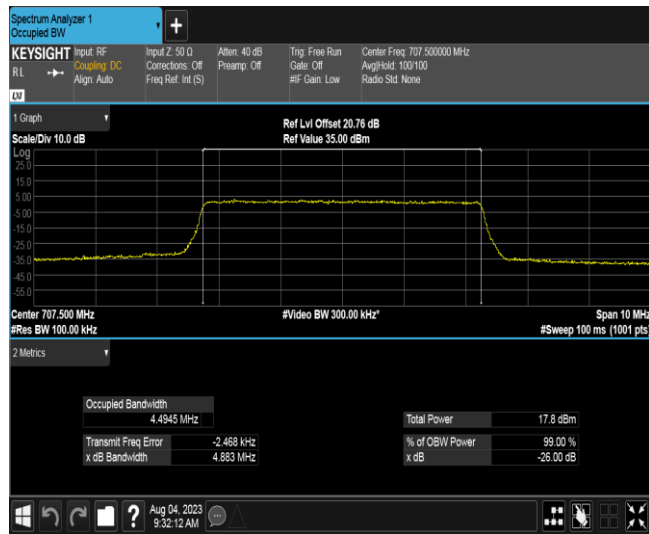 Spectrum Analyzer 1
Occupied BW
KEYSIGHT
RL
LXI
Input: RF
Coupling: DC
Align: Auto
Input Z: 50 Ω
Corrections: Off
Freq Ref: Int (S)
Atten: 40 dB
Preamp: Off
Trig: Free Run
Gate: Off
#IF Gain: Low
Center Freq: 707.500000 MHz
Avg|Hold: 100/100
Radio Std: None
1 Graph
Scale/Div 10.0 dB
Ref Lvl Offset 20.76 dB
Ref Value 35.00 dBm
Log
25.0
15.0
5.00
-5.00
-15.0
-25.0
-35.0
-45.0
-55.0
Center 707.500 MHz
#Video BW 300.00 kHz*
Span 10 MHz
#Res BW 100.00 kHz
#Sweep 100 ms (1001 pts)
2 Metrics
Occupied Bandwidth
4.4945 MHz
Total Power 17.8 dBm
Transmit Freq Error -2.468 kHz
% of OBW Power 99.00 %
x dB Bandwidth 4.883 MHz
x dB -26.00 dB
?
Aug 04, 2023
9:32:12 AM